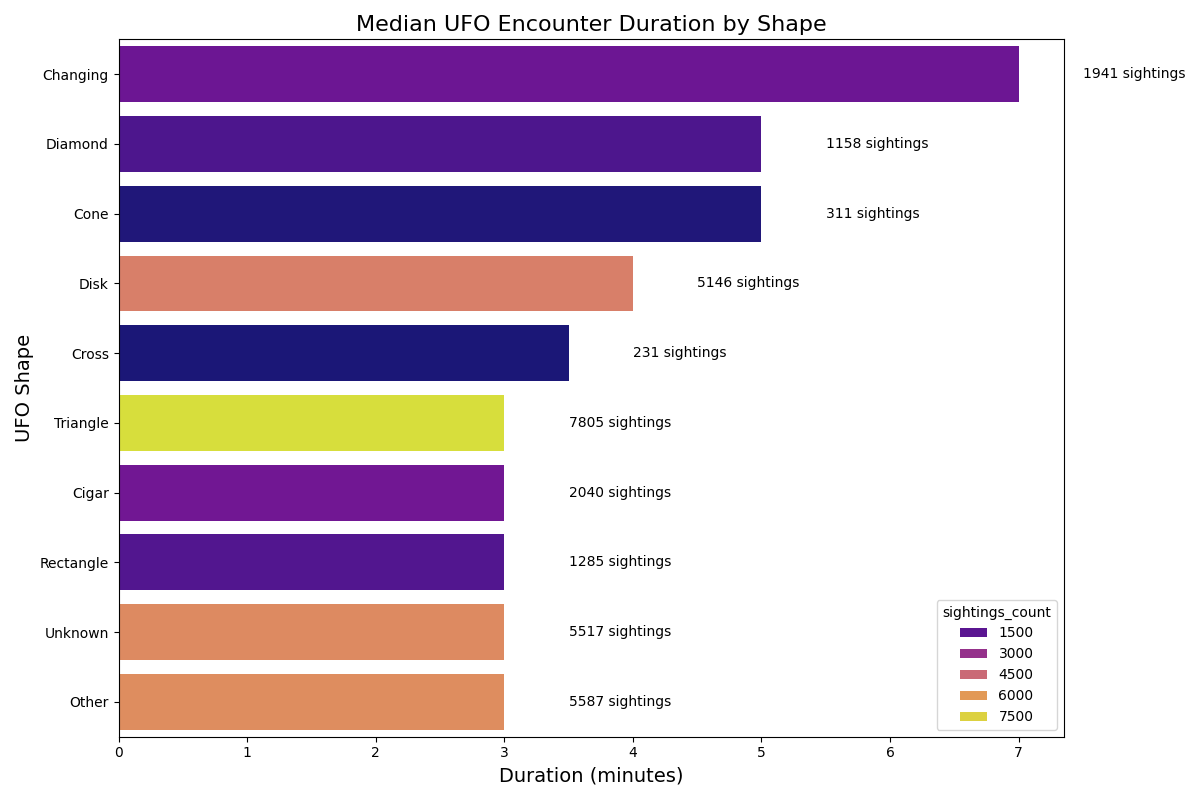 Median UFO Encounter Duration by Shape
UFO Shape
Changing 1941 sightings
Diamond 1158 sightings
Cone 311 sightings
Disk 5146 sightings
Cross 231 sightings
Triangle 7805 sightings
Cigar 2040 sightings
Rectangle 1285 sightings
Unknown 5517 sightings
Other 5587 sightings
sightings_count
1500
3000
4500
6000
7500
0 1 2 3 4 5 6 7
Duration (minutes)